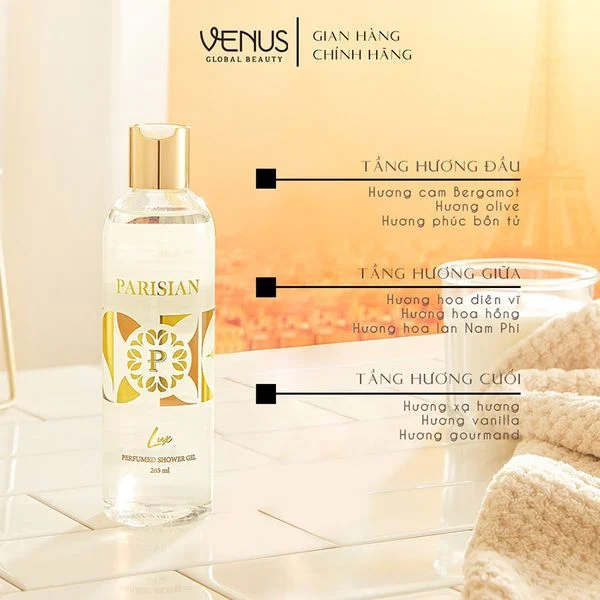 VENUS
GLOBAL BEAUTY
GIAN HÀNG
CHÍNH HÃNG
TẦNG HƯƠNG ĐẦU
Hương cam Bergamot
Hương olive
Hương phúc bồn tử
TẦNG HƯƠNG GIỮA
Hương hoa diên vĩ
Hương hoa hồng
Hương hoa lan Nam Phi
TẦNG HƯƠNG CUỐI
Hương xạ hương
Hương vanilla
Hương gourmand
PARISIAN
P
Lux
PERFUMED SHOWER GEL
265 ml